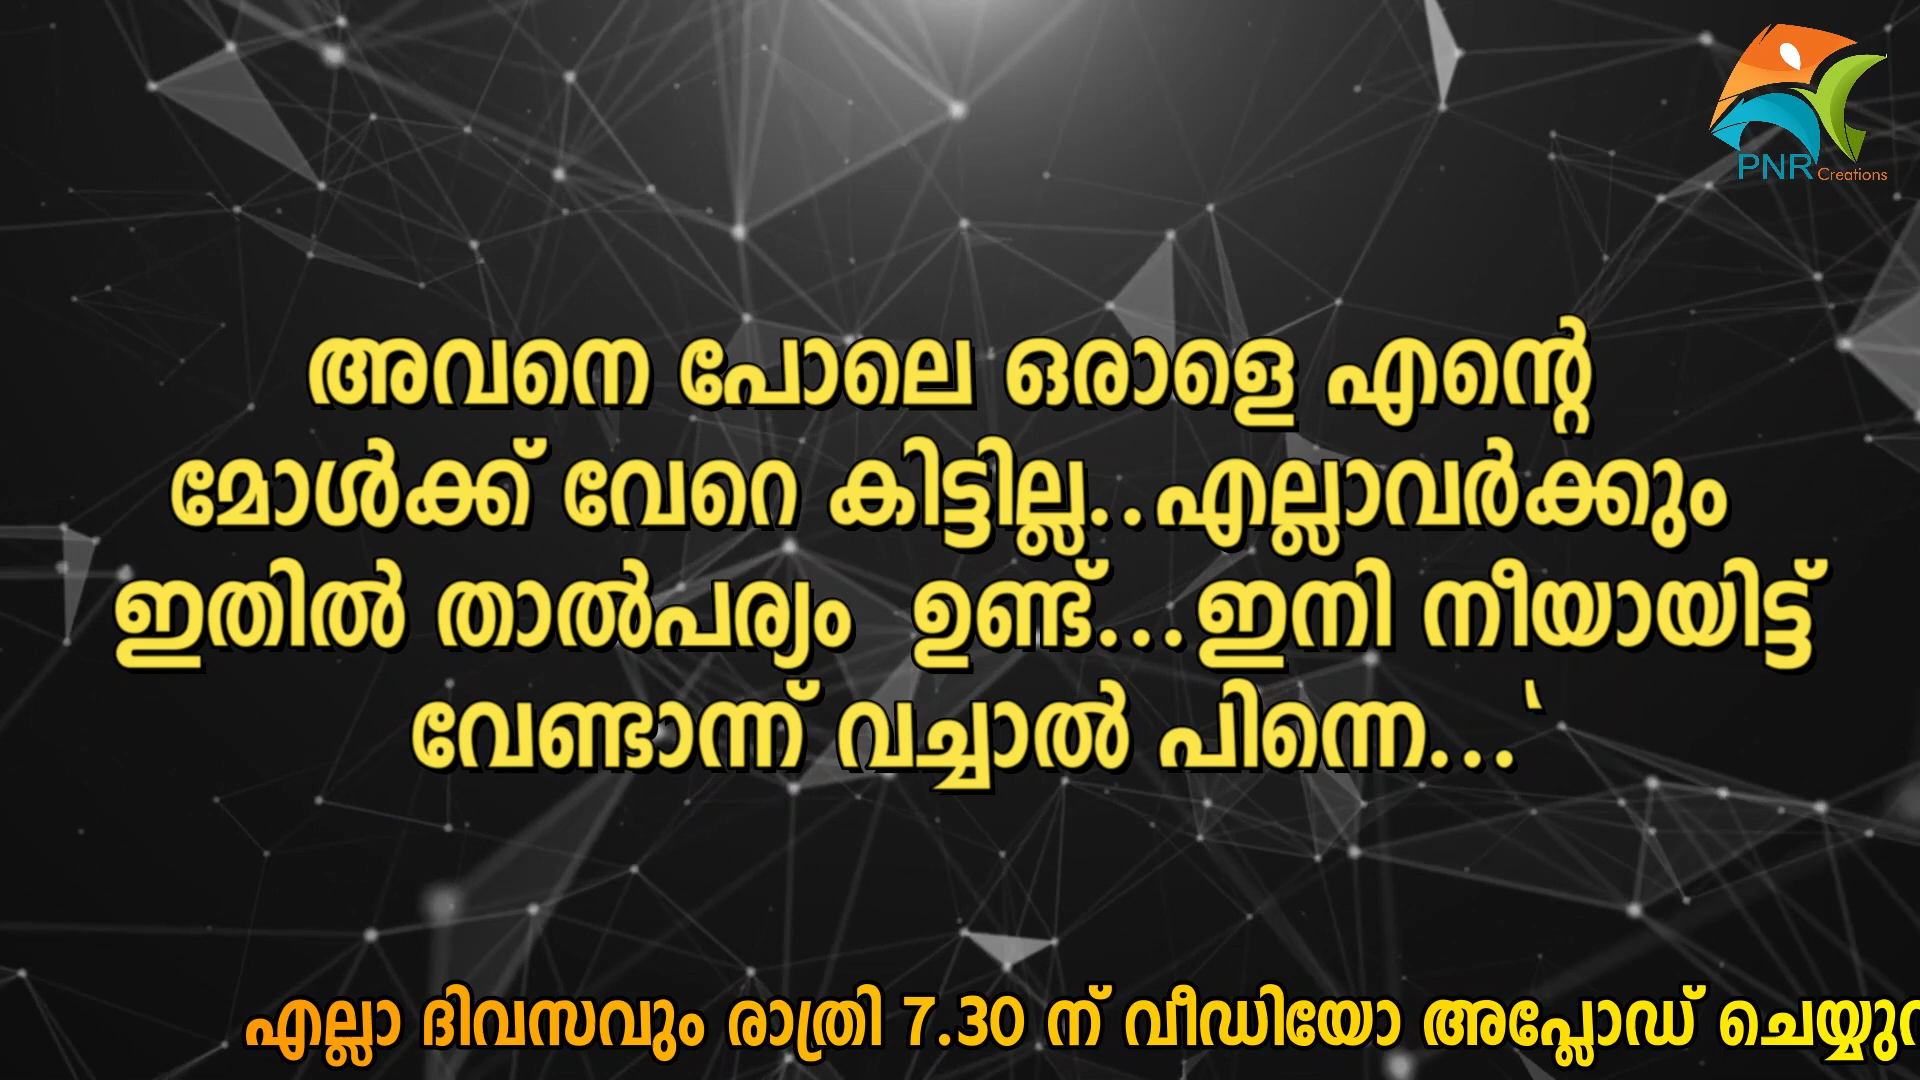 PNR Creations
അവനെ പോലെ ഒരാളെ എന്റെ
മോൾക്ക് വേറെ കിട്ടില്ല..എല്ലാവർക്കും
ഇതിൽ താൽപര്യം ഉണ്ട്...ഇനി നീയായിട്ട്
വേണ്ടാന്ന് വച്ചാൽ പിന്നെ...‘
എല്ലാ ദിവസവും രാത്രി 7.30 ന് വീഡിയോ അപ്ലോഡ്